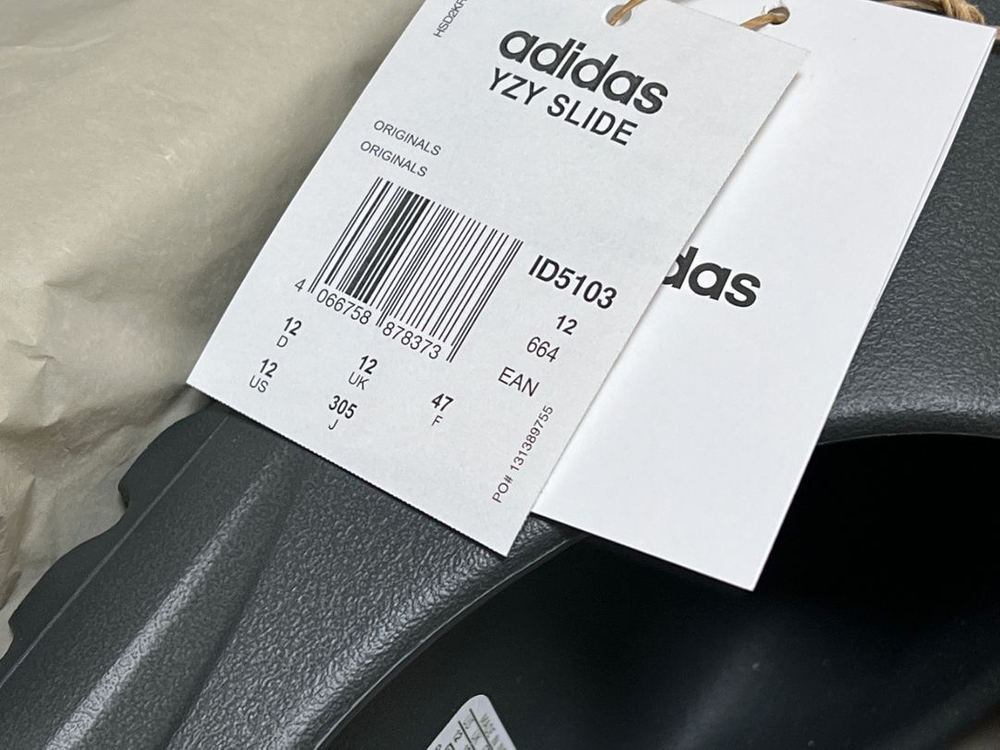 HSD2KR
adidas
YZY SLIDE
ORIGINALS
ORIGINALS
ID5103
4 066758 878373
12
664
EAN
12
D
12
US
12
UK
305
J
47
F
PO# 131389755
das